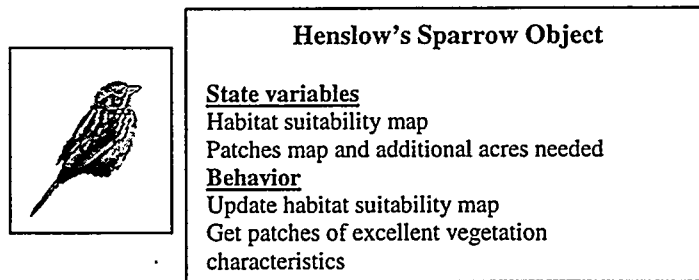 Henslow's Sparrow Object
State variables
Habitat suitability map
Patches map and additional acres needed
Behavior
Update habitat suitability map
Get patches of excellent vegetation
characteristics